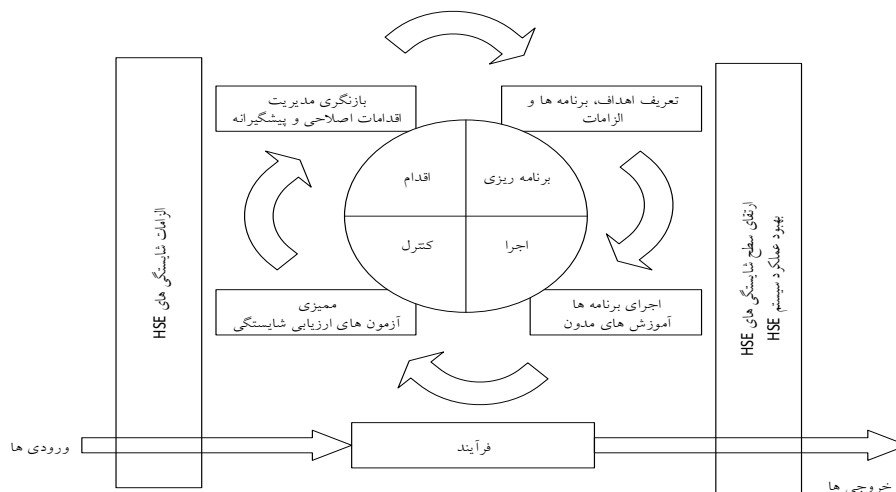 تعریف اهداف، برنامه ها و
الزامات
بازنگری مدیریت
اقدامات اصلاحی و پیشگیرانه
برنامه ریزی
اقدام
اجرا
کنترل
اجرای برنامه ها
آموزش های مدون
ممیزی
آزمون های ارزیابی شایستگی
ارتقای سطح شایستگی های HSE
بهبود عملکرد سیستم HSE
الزامات شایستگی های HSE
ورودی ها
فرآیند
خروجی ها